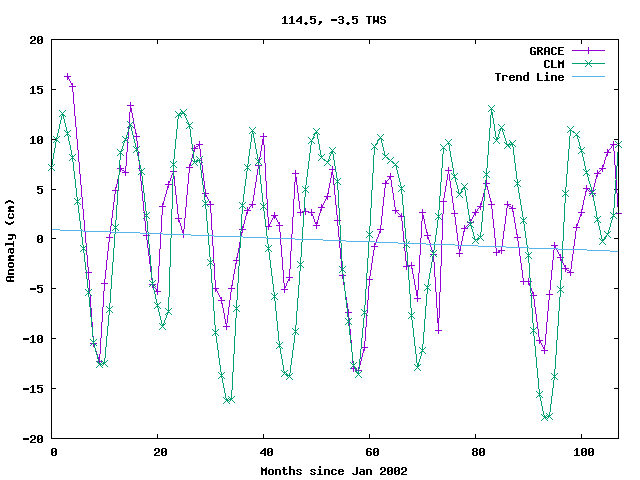 114.5, -3.5 TWS
GRACE
CLM
Trend Line
20
15
10
5
0
-5
-10
-15
-20
Anomaly (cm)
0 20 40 60 80 100
Months since Jan 2002